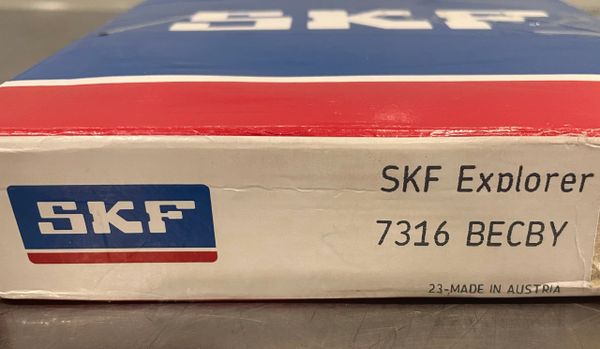 SKF
SKF
SKF Explorer
7316 BECBY
23-MADE IN AUSTRIA